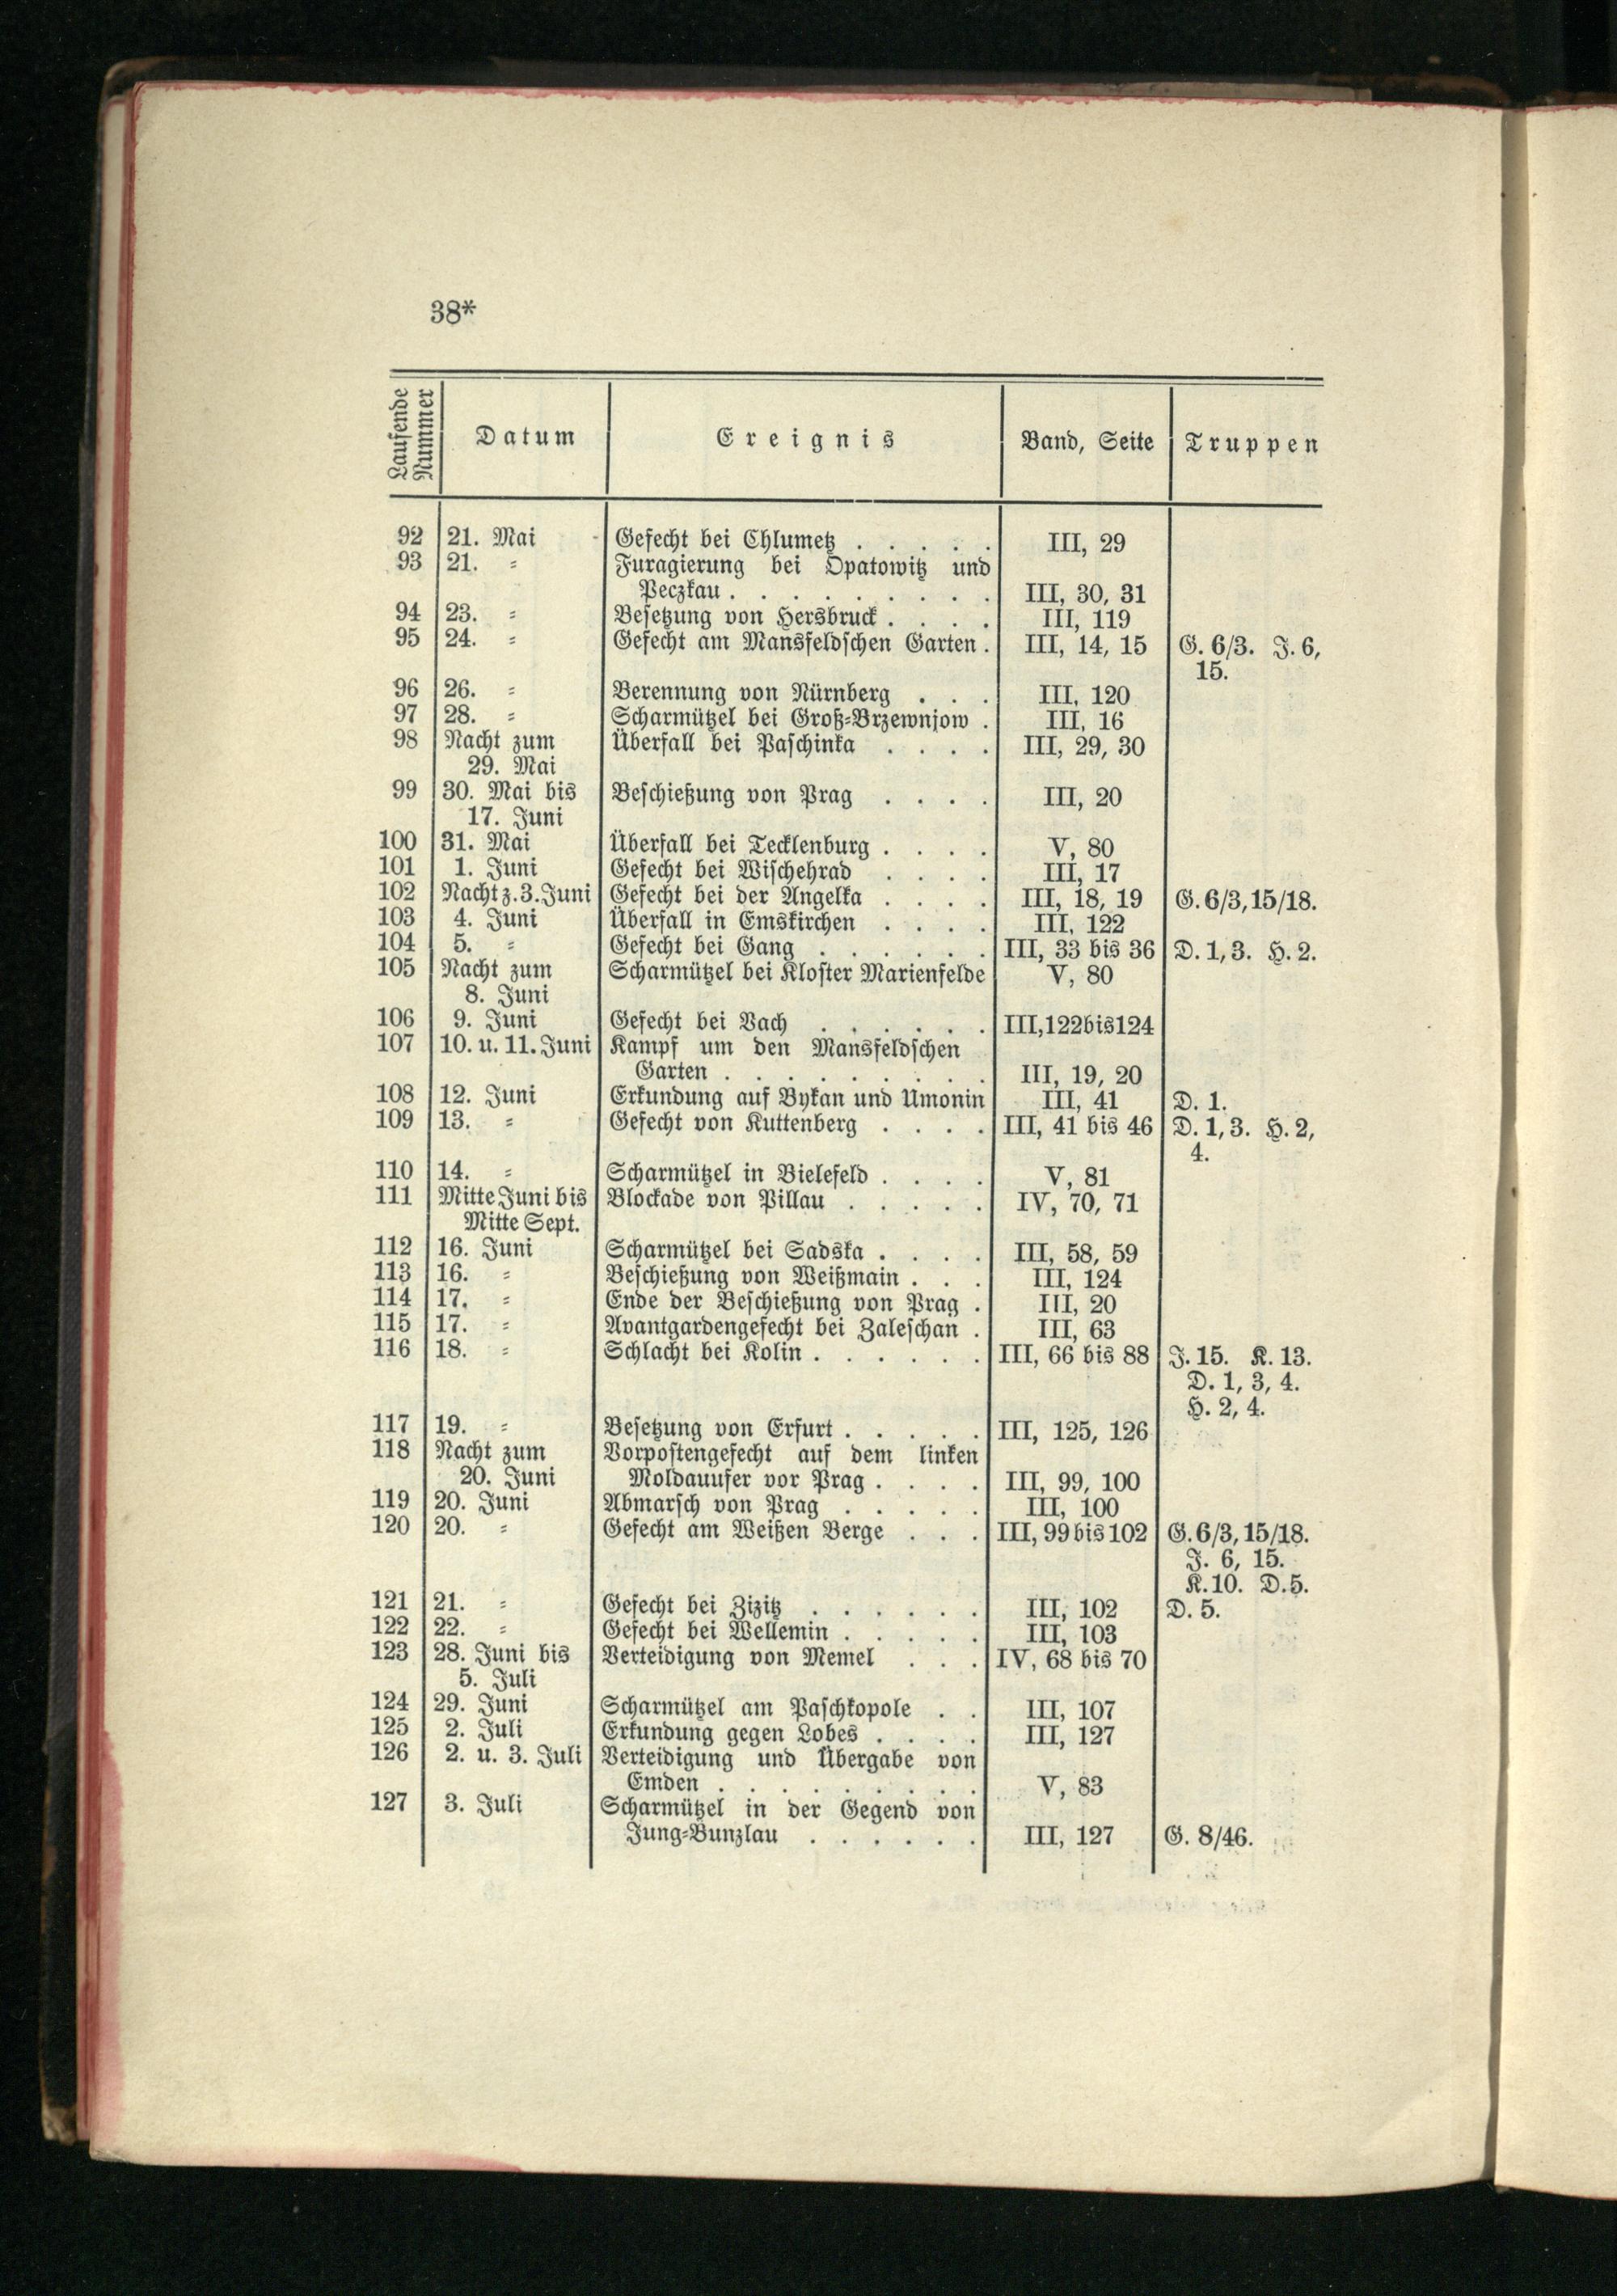 38*
Laufende Nummer | Datum | Ereignis | Band, Seite | Truppen
92 | 21. Mai | Gefecht bei Chlumetz . . . . . | III, 29
93 | 21. = | Furagierung bei Opatowitz und
Peczkau . . . . . . . . . | III, 30, 31
94 | 23. = | Besetzung von Hersbruck . . . . | III, 119
95 | 24. = | Gefecht am Mansfeldschen Garten . | III, 14, 15 | G. 6/3. J. 6,
15.
96 | 26. = | Berennung von Nürnberg . . . | III, 120
97 | 28. = | Scharmützel bei Groß=Brzewnjow . | III, 16
98 | Nacht zum | Überfall bei Paschinka . . . . | III, 29, 30
29. Mai
99 | 30. Mai bis | Beschießung von Prag . . . . | III, 20
17. Juni
100 | 31. Mai | Überfall bei Tecklenburg . . . . | V, 80
101 | 1. Juni | Gefecht bei Wischehrad . . . . | III, 17
102 | Nacht z. 3. Juni | Gefecht bei der Angelka . . . . | III, 18, 19 | G. 6/3, 15/18.
103 | 4. Juni | Überfall in Emskirchen . . . . | III, 122
104 | 5. = | Gefecht bei Gang . . . . . . | III, 33 bis 36 | D. 1, 3. H. 2.
105 | Nacht zum | Scharmützel bei Kloster Marienfelde | V, 80
8. Juni
106 | 9. Juni | Gefecht bei Vach . . . . . . | III, 122 bis 124
107 | 10. u. 11. Juni | Kampf um den Mansfeldschen
Garten . . . . . . . . . | III, 19, 20
108 | 12. Juni | Erkundung auf Bykan und Umonin | III, 41 | D. 1.
109 | 13. = | Gefecht von Kuttenberg . . . . | III, 41 bis 46 | D. 1, 3. H. 2,
4.
110 | 14. = | Scharmützel in Bielefeld . . . . | V, 81
111 | Mitte Juni bis | Blockade von Pillau . . . . . | IV, 70, 71
Mitte Sept.
112 | 16. Juni | Scharmützel bei Sadska . . . . | III, 58, 59
113 | 16. = | Beschießung von Weißmain . . . | III, 124
114 | 17. = | Ende der Beschießung von Prag . | III, 20
115 | 17. = | Avantgardengefecht bei Zaleschan . | III, 63
116 | 18. = | Schlacht bei Kolin . . . . . . | III, 66 bis 88 | J. 15. K. 13.
D. 1, 3, 4.
H. 2, 4.
117 | 19. = | Besetzung von Erfurt . . . . . | III, 125, 126
118 | Nacht zum | Vorpostengefecht auf dem linken
20. Juni | Moldauufer vor Prag . . . . | III, 99, 100
119 | 20. Juni | Abmarsch von Prag . . . . . | III, 100
120 | 20. = | Gefecht am Weißen Berge . . . | III, 99 bis 102 | G. 6/3, 15/18.
J. 6, 15.
K. 10. D. 5.
121 | 21. = | Gefecht bei Zizitz . . . . . . | III, 102 | D. 5.
122 | 22. = | Gefecht bei Wellemin . . . . . | III, 103
123 | 28. Juni bis | Verteidigung von Memel . . . | IV, 68 bis 70
5. Juli
124 | 29. Juni | Scharmützel am Paschkopole . . | III, 107
125 | 2. Juli | Erkundung gegen Lobes . . . . | III, 127
126 | 2. u. 3. Juli | Verteidigung und Übergabe von
Emden . . . . . . . . . | V, 83
127 | 3. Juli | Scharmützel in der Gegend von
Jung=Bunzlau . . . . . . | III, 127 | G. 8/46.